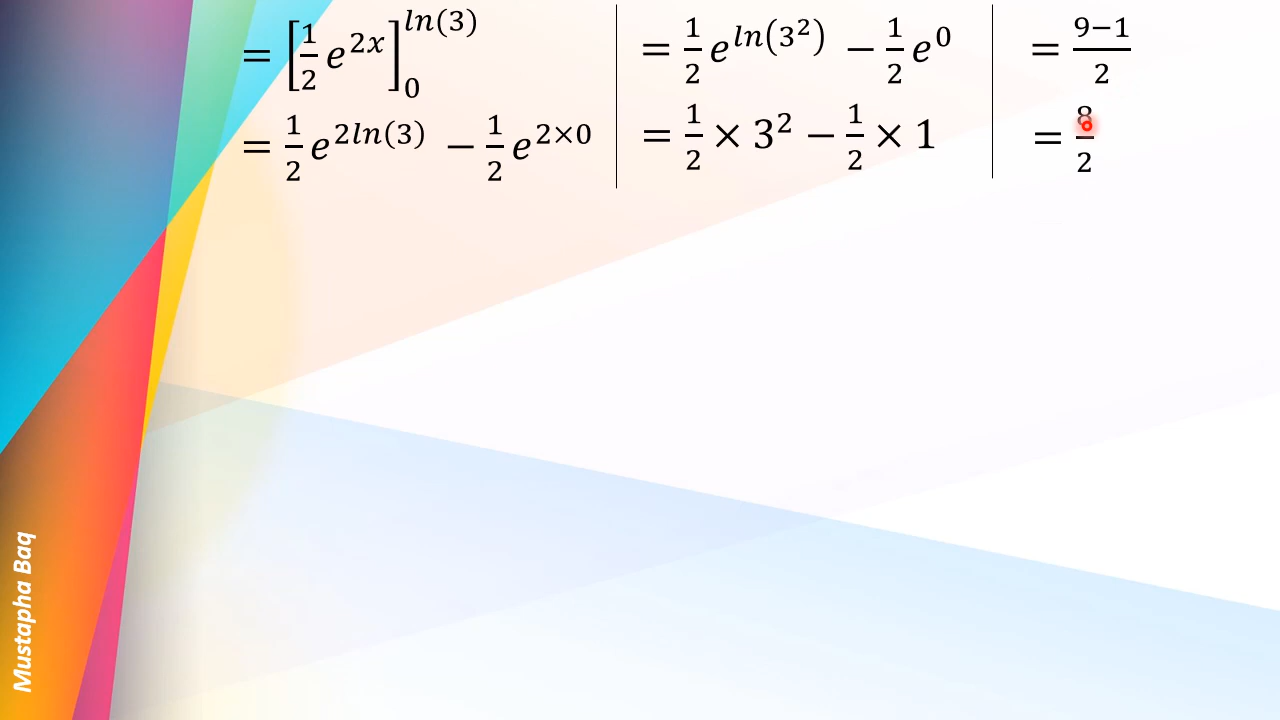 = [1/2 e^{2x}]_0^{ln(3)}
= 1/2 e^{2ln(3)} − 1/2 e^{2×0}
= 1/2 e^{ln(3^2)} − 1/2 e^0
= 1/2 × 3^2 − 1/2 × 1
= 9−1/2
= 8/2
Mustapha Baq